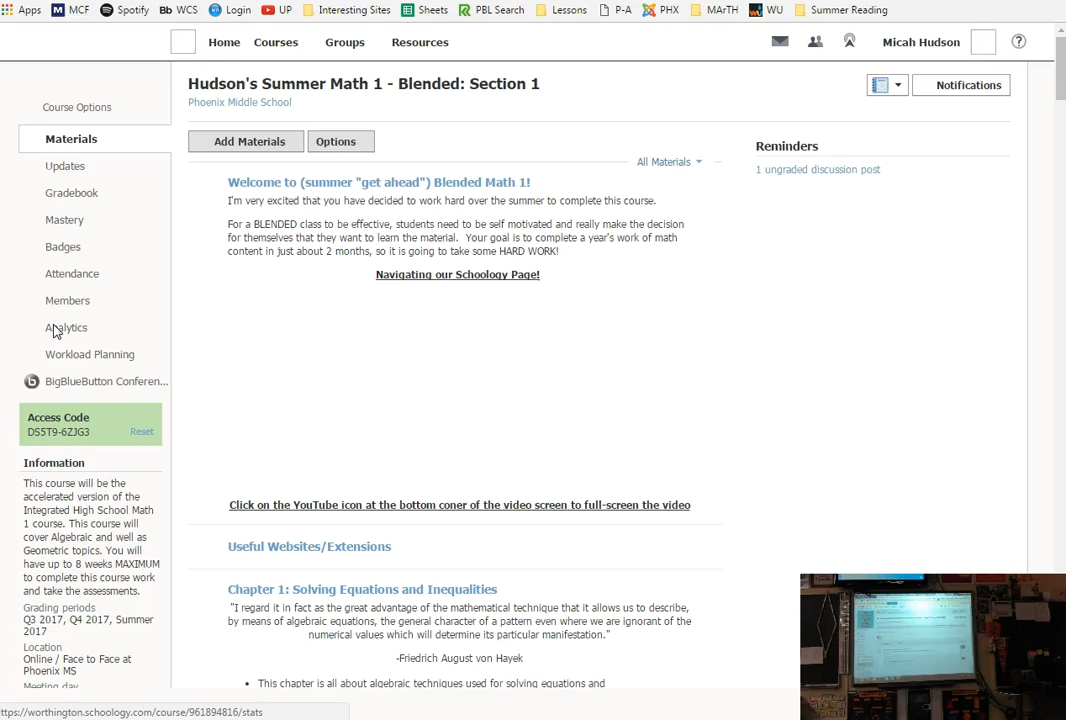 Apps MCF Spotify Bb WCS Login UP Interesting Sites Sheets PBL Search Lessons P-A PHX MArTH WU Summer Reading
Home Courses Groups Resources Micah Hudson
Hudson's Summer Math 1 - Blended: Section 1
Phoenix Middle School
Notifications
Course Options
Materials
Updates
Gradebook
Mastery
Badges
Attendance
Members
Analytics
Workload Planning
BigBlueButton Conferen...
Access Code
DS5T9-6ZJG3 Reset
Information
This course will be the
accelerated version of the
Integrated High School Math
1 course. This course will
cover Algebraic and well as
Geometric topics. You will
have up to 8 weeks MAXIMUM
to complete this course work
and take the assessments.
Grading periods
Q3 2017, Q4 2017, Summer
2017
Location
Online / Face to Face at
Phoenix MS
Meeting day
Add Materials Options
All Materials
Welcome to (summer "get ahead") Blended Math 1!
I'm very excited that you have decided to work hard over the summer to complete this course.
For a BLENDED class to be effective, students need to be self motivated and really make the decision
for themselves that they want to learn the material. Your goal is to complete a year's work of math
content in just about 2 months, so it is going to take some HARD WORK!
Navigating our Schoology Page!
Click on the YouTube icon at the bottom coner of the video screen to full-screen the video
Useful Websites/Extensions
Chapter 1: Solving Equations and Inequalities
"I regard it in fact as the great advantage of the mathematical technique that it allows us to describe,
by means of algebraic equations, the general character of a pattern even where we are ignorant of the
numerical values which will determine its particular manifestation."
-Friedrich August von Hayek
• This chapter is all about algebraic techniques used for solving equations and
Reminders
1 ungraded discussion post
https://worthington.schoology.com/course/961894816/stats